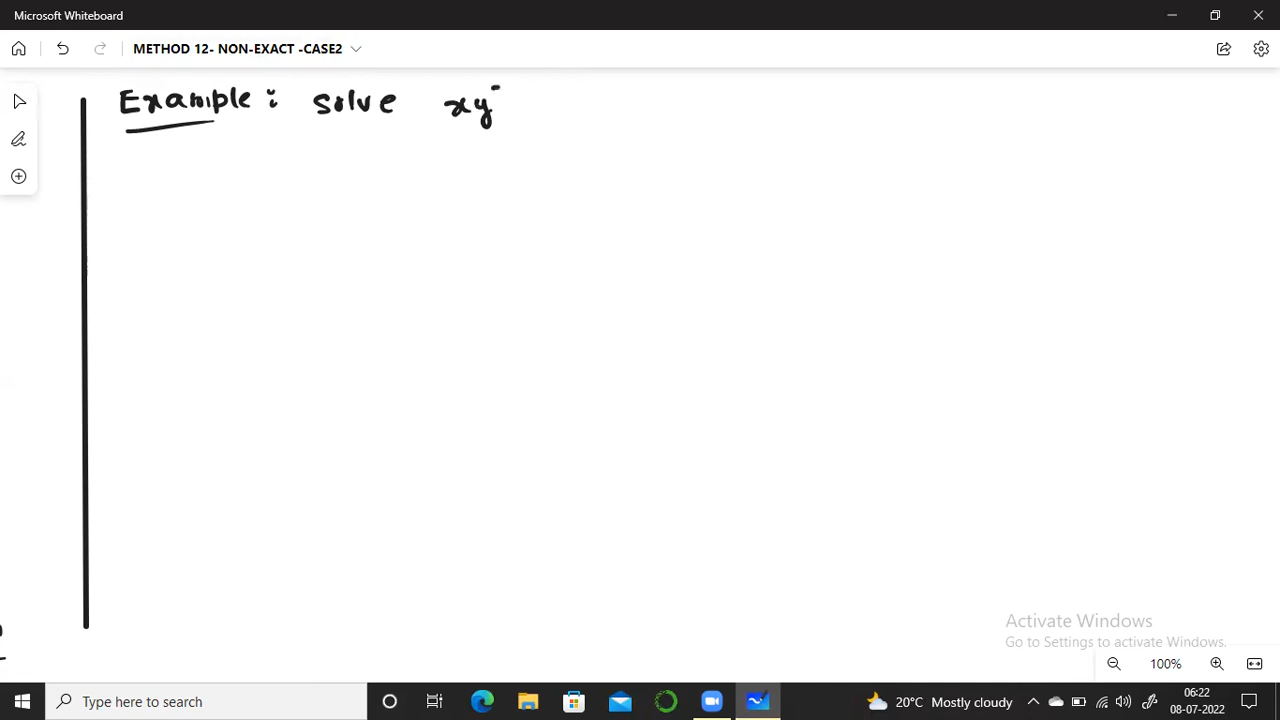 Microsoft Whiteboard
METHOD 12- NON-EXACT -CASE2
Example: solve xy
Activate Windows
Go to Settings to activate Windows.
100%
Type here to search
20°C Mostly cloudy
06:22
08-07-2022